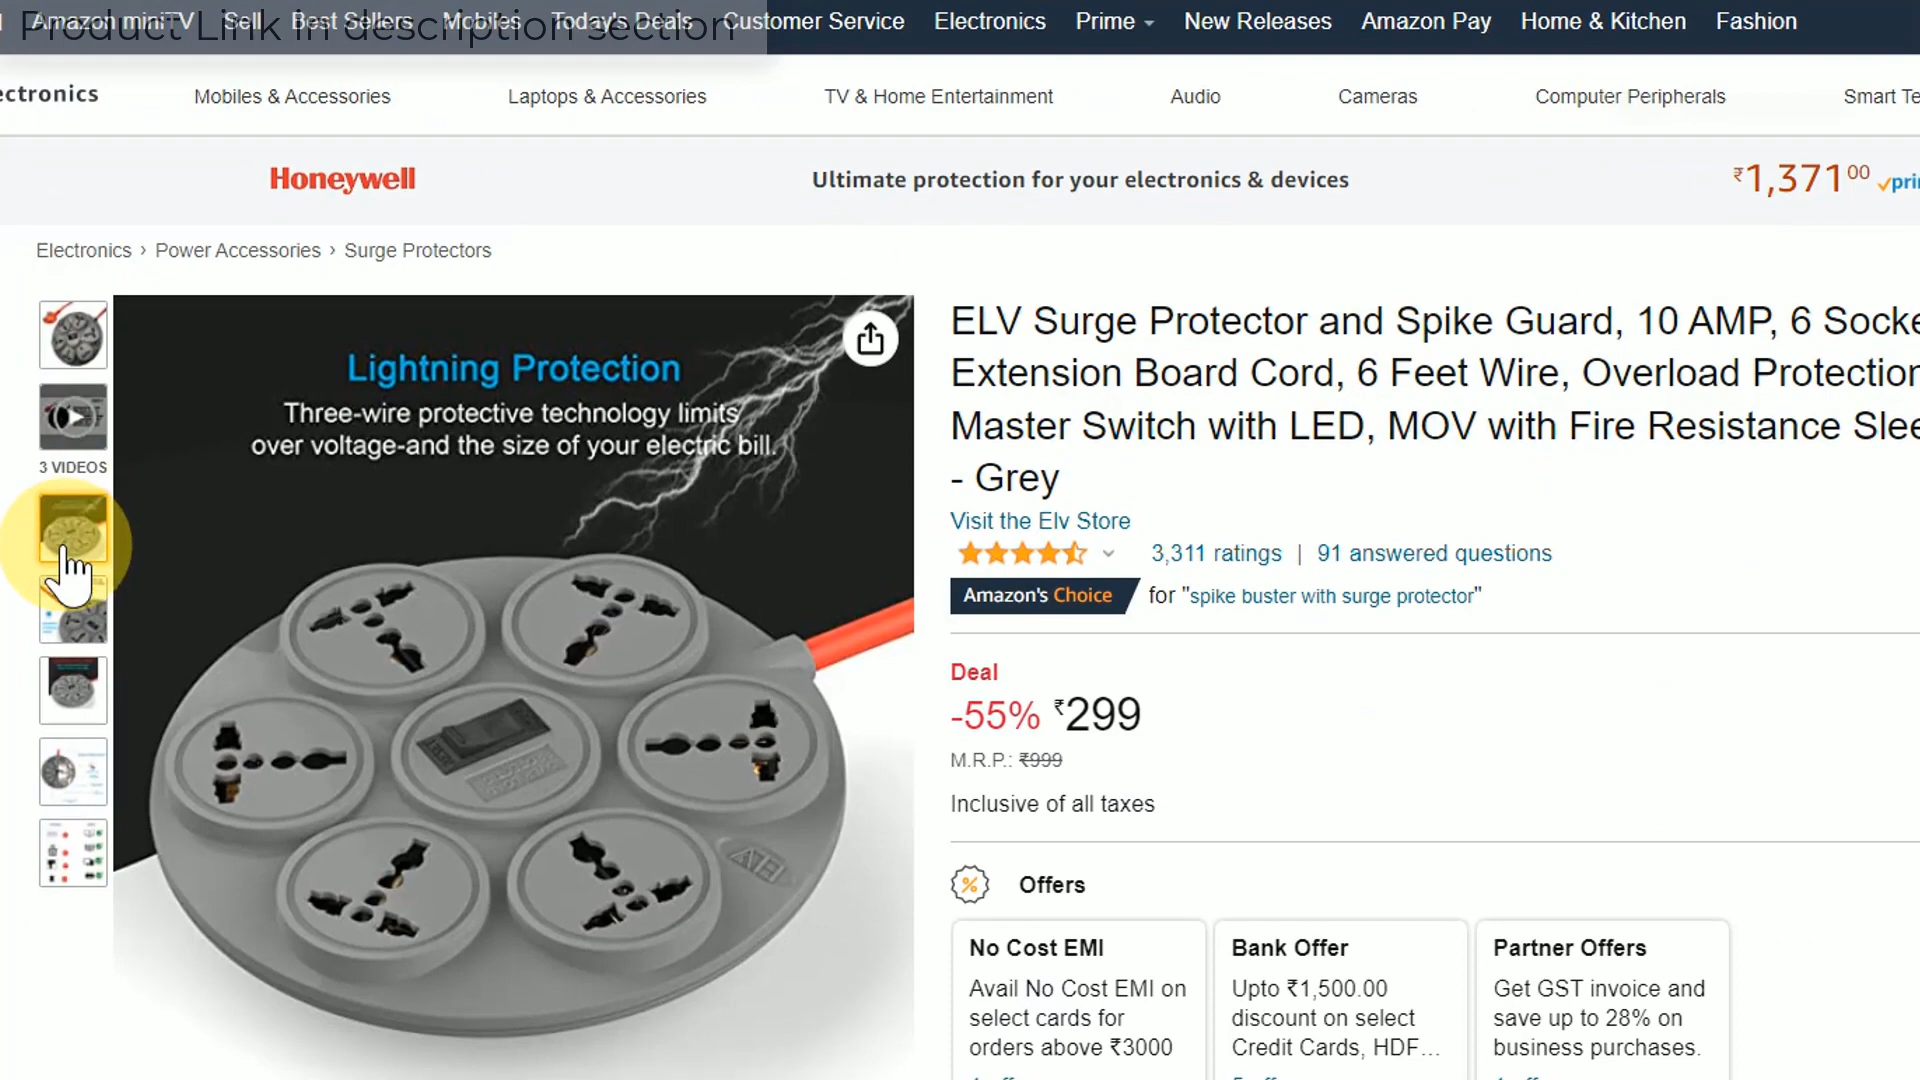 Product Link in description section
Amazon miniTV Sell Best Sellers Mobiles Today's Deals Customer Service Electronics Prime New Releases Amazon Pay Home & Kitchen Fashion
ectronics Mobiles & Accessories Laptops & Accessories TV & Home Entertainment Audio Cameras Computer Peripherals Smart Te
Honeywell Ultimate protection for your electronics & devices ₹1,371 00 prin
Electronics › Power Accessories › Surge Protectors
Lightning Protection
Three-wire protective technology limits
over voltage-and the size of your electric bill.
3 VIDEOS
ELV Surge Protector and Spike Guard, 10 AMP, 6 Socke
Extension Board Cord, 6 Feet Wire, Overload Protection
Master Switch with LED, MOV with Fire Resistance Slee
- Grey
Visit the Elv Store
3,311 ratings | 91 answered questions
Amazon's Choice for "spike buster with surge protector"
Deal
-55% ₹299
M.R.P.: ₹999
Inclusive of all taxes
% Offers
No Cost EMI
Avail No Cost EMI on
select cards for
orders above ₹3000
Bank Offer
Upto ₹1,500.00
discount on select
Credit Cards, HDF...
Partner Offers
Get GST invoice and
save up to 28% on
business purchases.